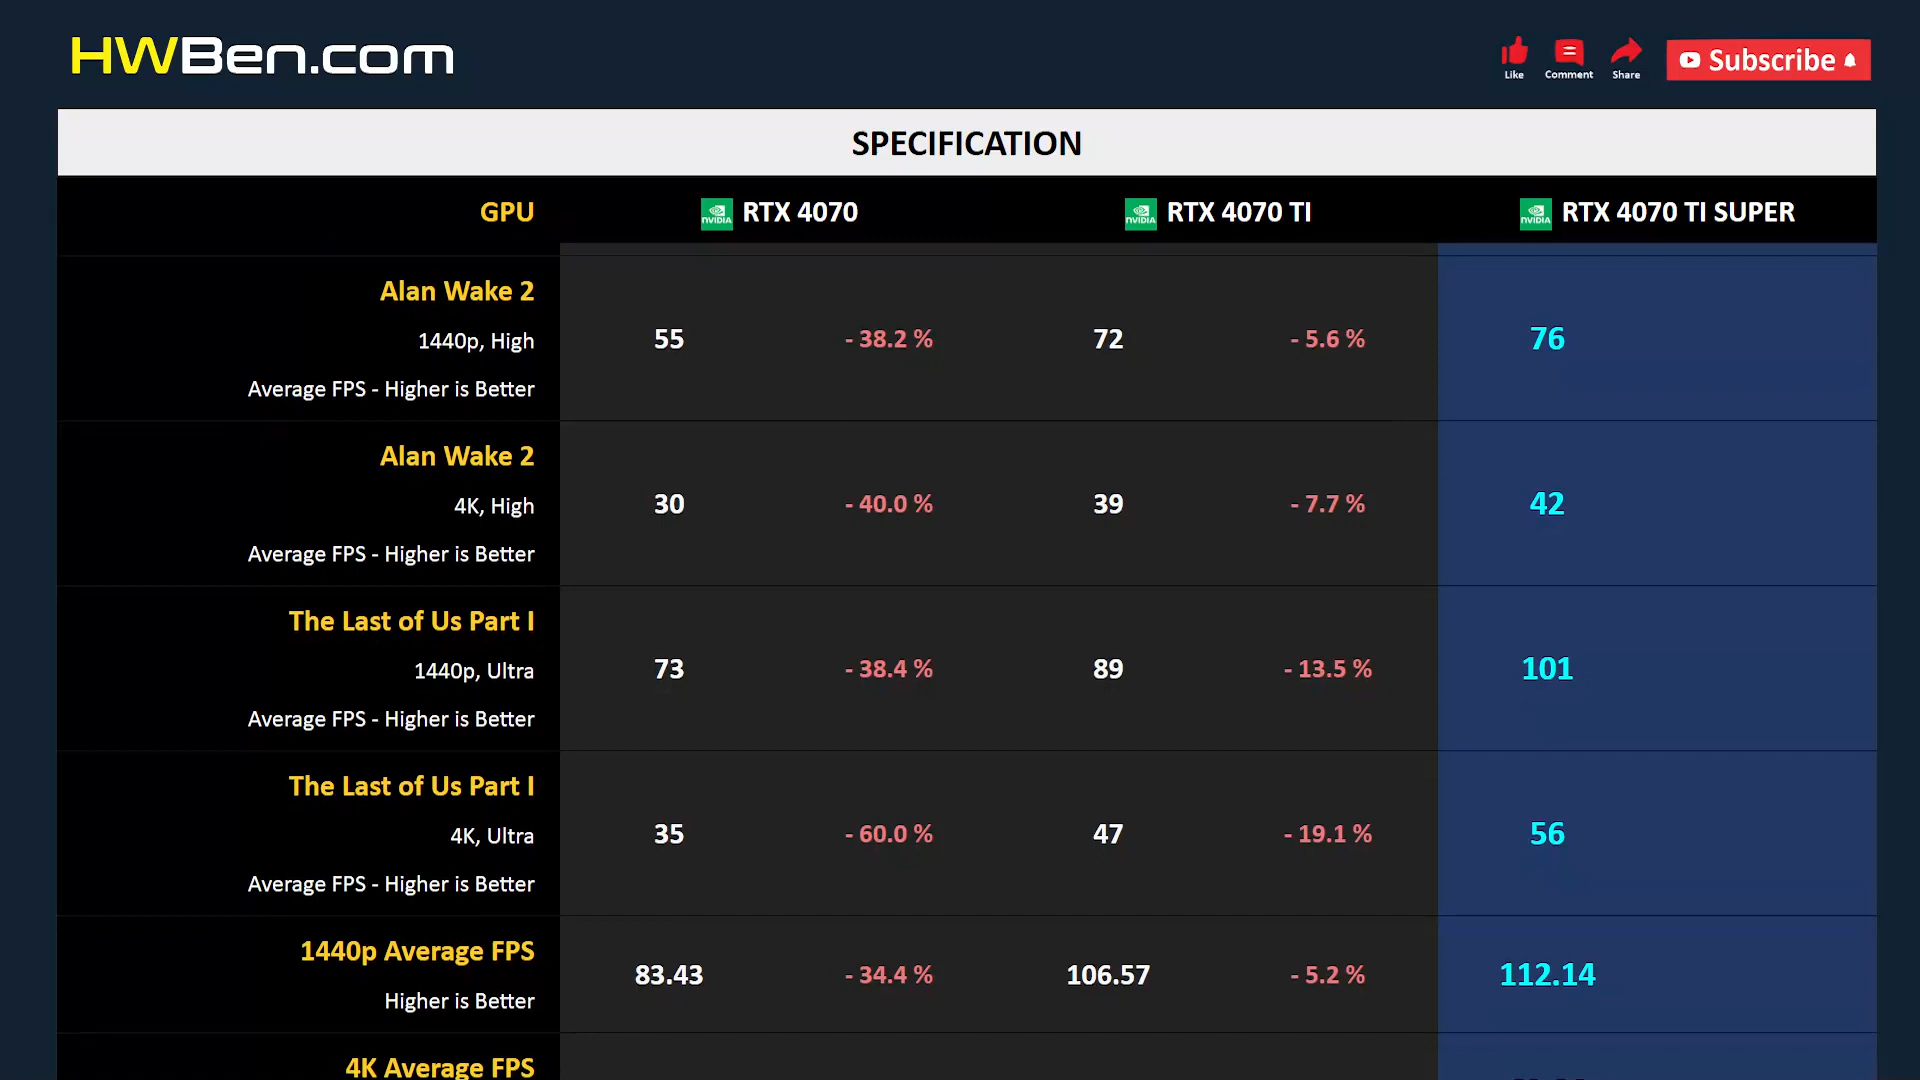 HWBen.com
Like
Comment
Share
Subscribe
SPECIFICATION
GPU
NVIDIA RTX 4070
NVIDIA RTX 4070 TI
NVIDIA RTX 4070 TI SUPER
Alan Wake 2
1440p, High
Average FPS - Higher is Better
55 - 38.2 % 72 - 5.6 % 76
Alan Wake 2
4K, High
Average FPS - Higher is Better
30 - 40.0 % 39 - 7.7 % 42
The Last of Us Part I
1440p, Ultra
Average FPS - Higher is Better
73 - 38.4 % 89 - 13.5 % 101
The Last of Us Part I
4K, Ultra
Average FPS - Higher is Better
35 - 60.0 % 47 - 19.1 % 56
1440p Average FPS
Higher is Better
83.43 - 34.4 % 106.57 - 5.2 % 112.14
4K Average FPS